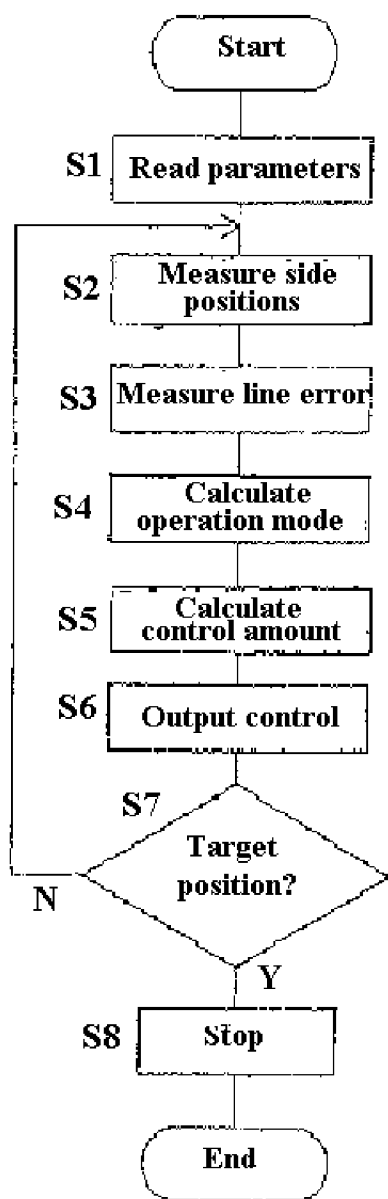 Start
S1
Read parameters
S2
Measure side
positions
S3
Measure line error
S4
Calculate
operation mode
S5
Calculate
control amount
S6
Output control
S7
Target
position?
N
Y
S8
Stop
End